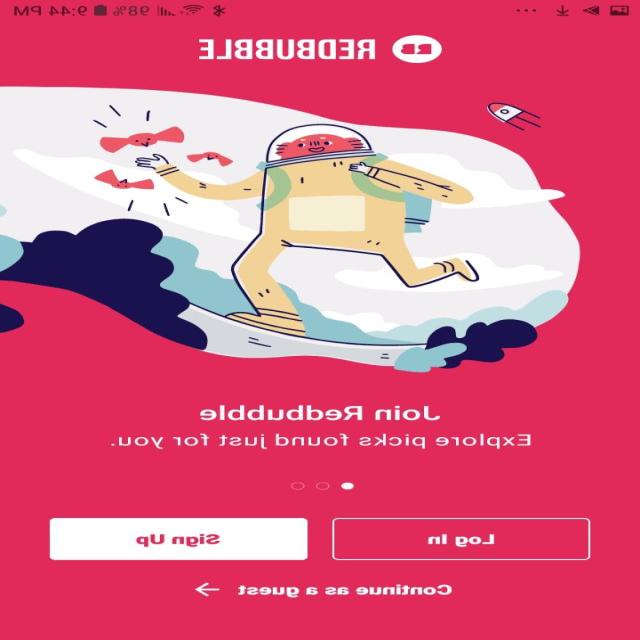 98% 9:44 PM
REDBUBBLE
Join Redbubble
Explore picks found just for you.
Log In
Sign Up
Continue as a guest →